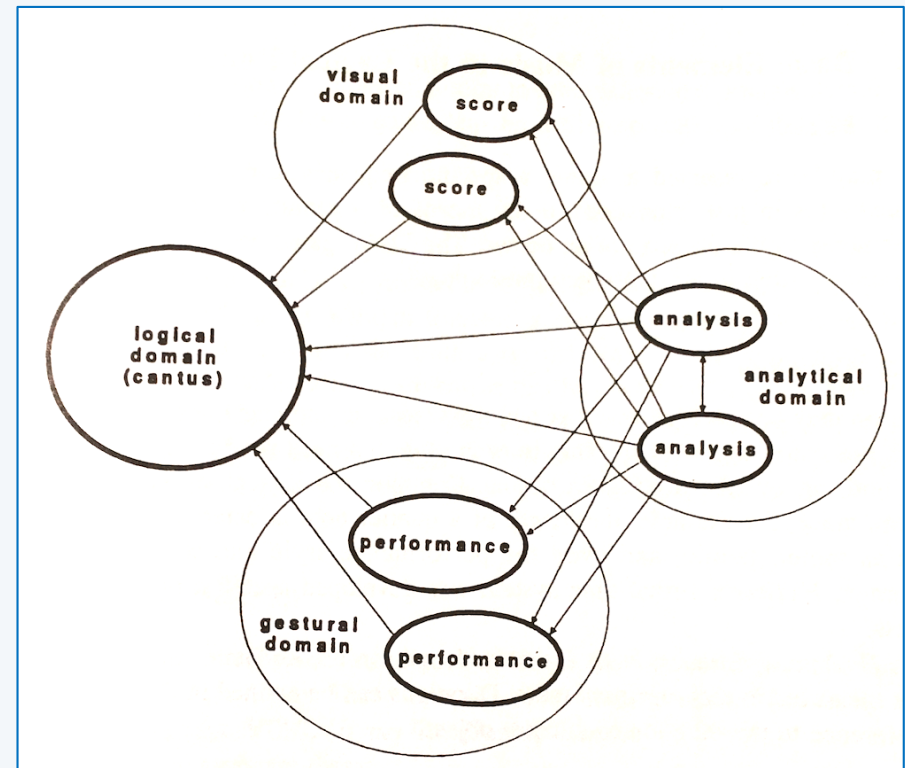 visual
domain
score
score
logical
domain
(cantus)
analysis
analytical
domain
analysis
performance
gestural
domain
performance